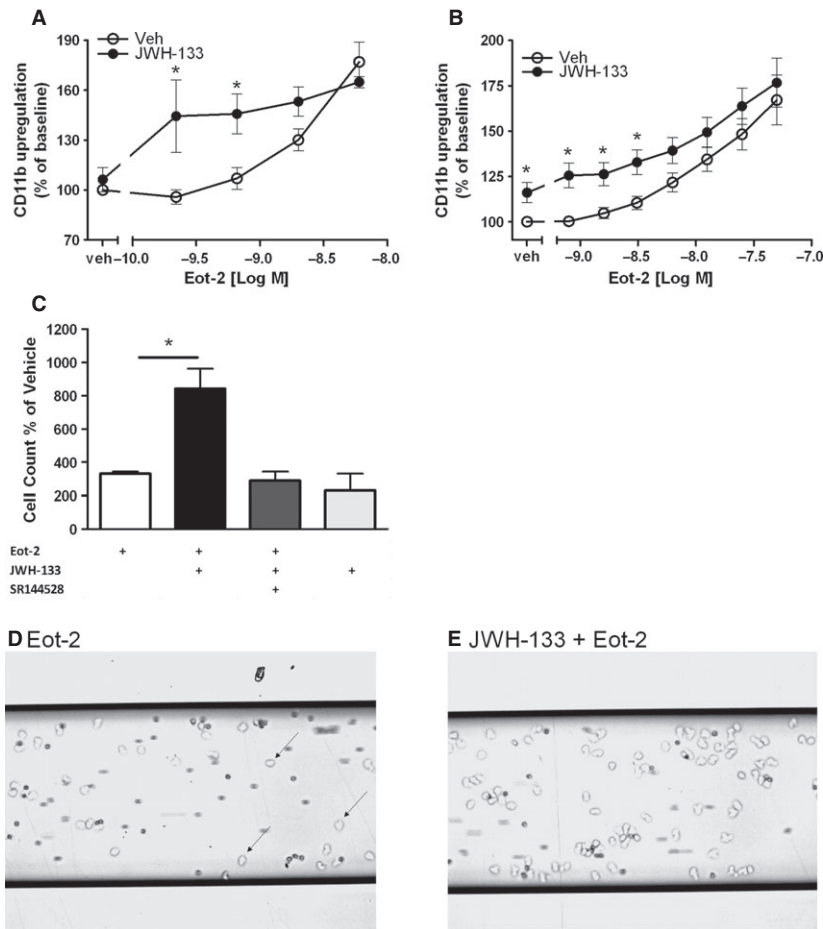 A
190
160
130
100
70
CD11b upregulation
(% of baseline)
Veh
JWH-133
*
*
veh
–10.0
–9.5
–9.0
–8.5
–8.0
Eot-2 [Log M]
B
200
175
150
125
100
CD11b upregulation
(% of baseline)
Veh
JWH-133
*
*
*
*
veh
–9.0
–8.5
–8.0
–7.5
–7.0
Eot-2 [Log M]
C
1200
1000
800
600
400
200
0
Cell Count % of Vehicle
*
Eot-2 + + +
JWH-133 + + +
SR144528 +
D Eot-2
E JWH-133 + Eot-2